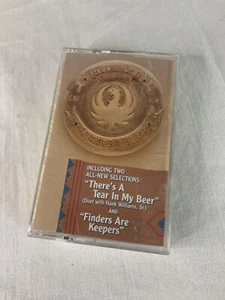 INCLUDING TWO
ALL-NEW SELECTIONS:
"There's A
Tear In My Beer"
(Duet with Hank Williams, Sr.)
AND
"Finders Are
Keepers"